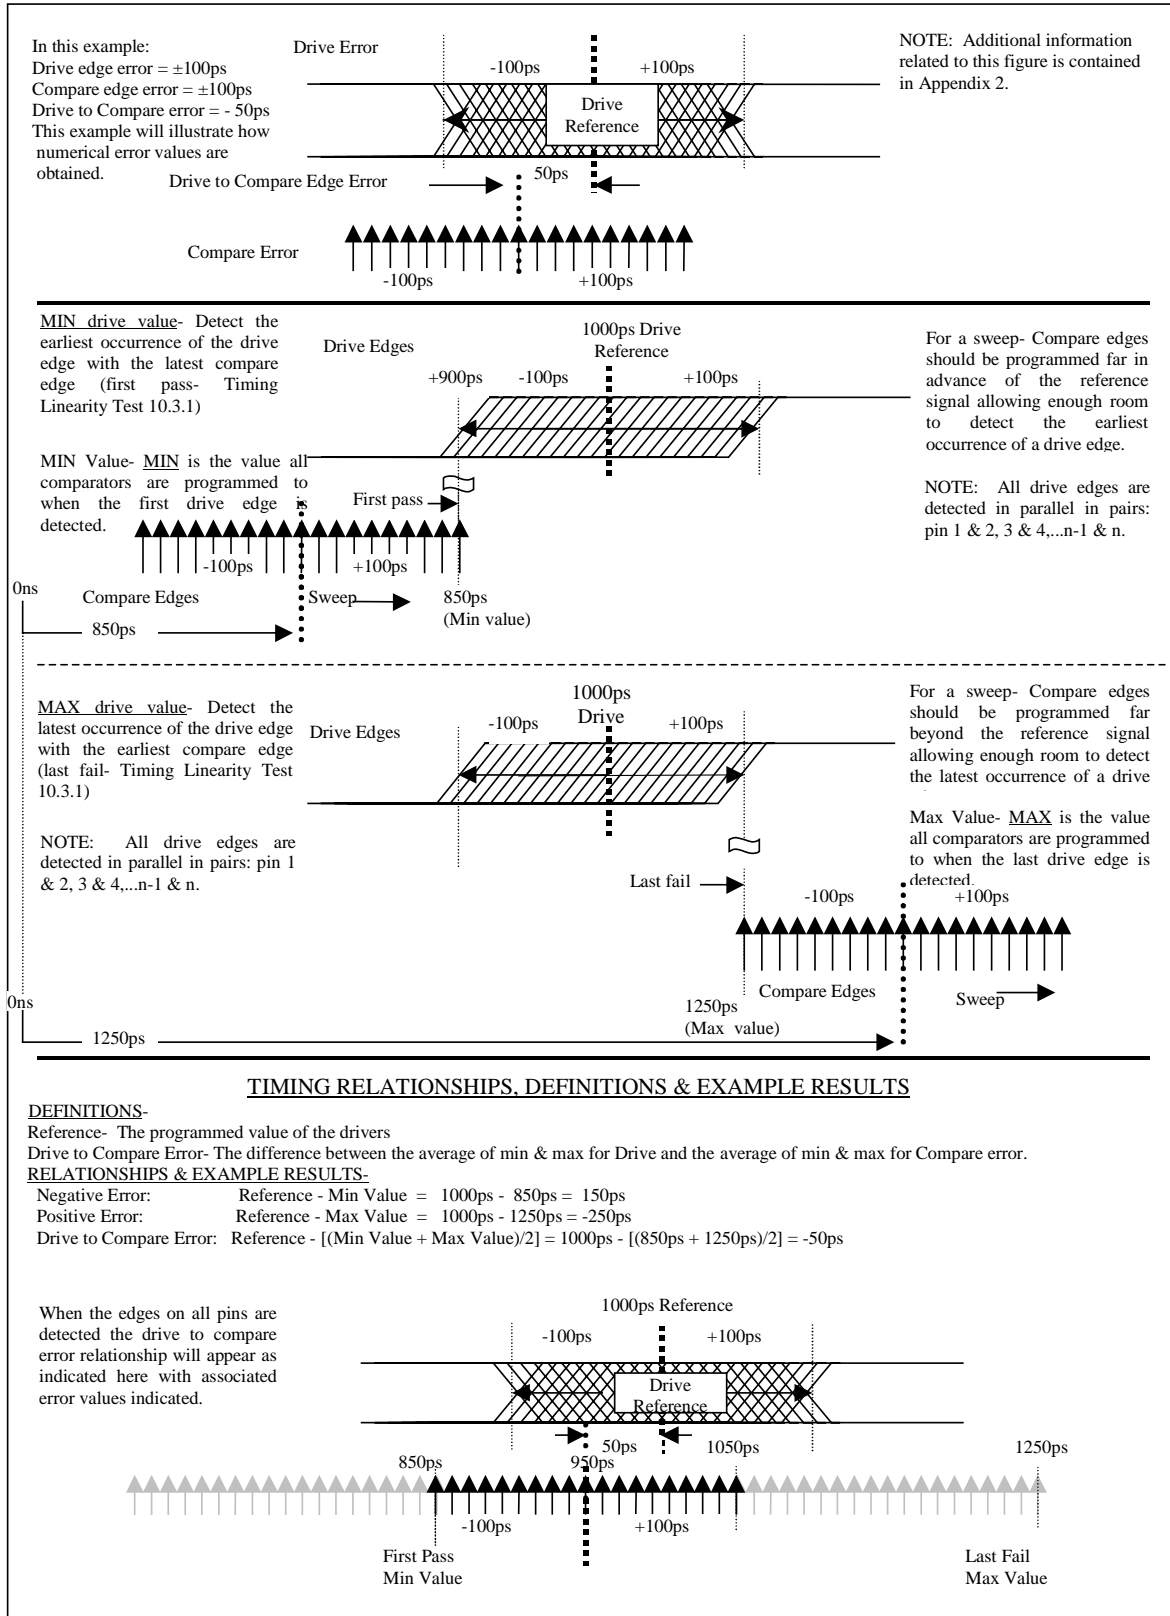 In this example:
Drive edge error = ±100ps
Compare edge error = ±100ps
Drive to Compare error = - 50ps
This example will illustrate how
numerical error values are
obtained.
Drive Error
-100ps
+100ps
NOTE: Additional information
related to this figure is contained
in Appendix 2.
Drive
Reference
Drive to Compare Edge Error
50ps
Compare Error
-100ps
+100ps
MIN drive value- Detect the
earliest occurrence of the drive
edge with the latest compare
edge (first pass- Timing
Linearity Test 10.3.1)
Drive Edges
1000ps Drive
Reference
+900ps
-100ps
+100ps
For a sweep- Compare edges
should be programmed far in
advance of the reference
signal allowing enough room
to detect the earliest
occurrence of a drive edge.
MIN Value- MIN is the value all
comparators are programmed to
when the first drive edge is
detected.
First pass
NOTE: All drive edges are
detected in parallel in pairs:
pin 1 & 2, 3 & 4,...n-1 & n.
-100ps
+100ps
0ns
Compare Edges
Sweep
850ps
(Min value)
850ps
MAX drive value- Detect the
latest occurrence of the drive edge
with the earliest compare edge
(last fail- Timing Linearity Test
10.3.1)
Drive Edges
1000ps
Drive
-100ps
+100ps
For a sweep- Compare edges
should be programmed far
beyond the reference signal
allowing enough room to detect
the latest occurrence of a drive
NOTE: All drive edges are
detected in parallel in pairs: pin 1
& 2, 3 & 4,...n-1 & n.
Max Value- MAX is the value
all comparators are programmed
to when the last drive edge is
detected.
Last fail
-100ps
+100ps
Compare Edges
Sweep
0ns
1250ps
(Max value)
1250ps
TIMING RELATIONSHIPS, DEFINITIONS & EXAMPLE RESULTS
DEFINITIONS-
Reference- The programmed value of the drivers
Drive to Compare Error- The difference between the average of min & max for Drive and the average of min & max for Compare error.
RELATIONSHIPS & EXAMPLE RESULTS-
Negative Error: Reference - Min Value = 1000ps - 850ps = 150ps
Positive Error: Reference - Max Value = 1000ps - 1250ps = -250ps
Drive to Compare Error: Reference - [(Min Value + Max Value)/2] = 1000ps - [(850ps + 1250ps)/2] = -50ps
When the edges on all pins are
detected the drive to compare
error relationship will appear as
indicated here with associated
error values indicated.
1000ps Reference
-100ps
+100ps
Drive
Reference
50ps
1050ps
1250ps
850ps
950ps
-100ps
+100ps
First Pass
Min Value
Last Fail
Max Value